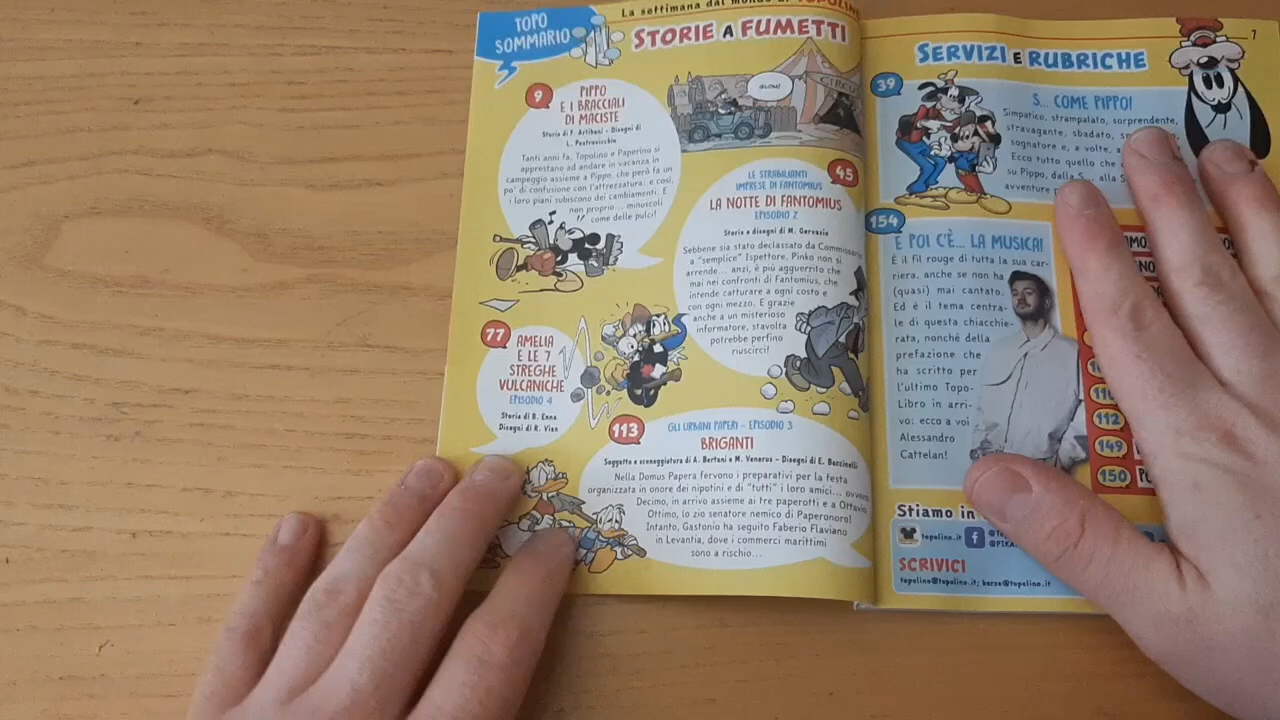 TOPO
SOMMARIO
La settimana dal mondo di TOPOLINO
STORIE A FUMETTI
9
PIPPO
E I BRACCIALI
DI MACISTE
Storia di F. Artibani - Disegni di
L. Pastrovicchio
Tanti anni fa, Topolino e Paperino si
apprestano ad andare in vacanza in
campeggio assieme a Pippo, che però fa un
po' di confusione con l'attrezzatura: e così,
i loro piani subiscono dei cambiamenti. E
non proprio... minuscoli
come delle pulci!
GLOM!
CIRCU
45
LE STRABILIANTI
IMPRESE DI FANTOMIUS
LA NOTTE DI FANTOMIUS
EPISODIO 2
Storia e disegni di M. Gervasio
Sebbene sia stato declassato da Commissario
a "semplice" Ispettore, Pinko non si
arrende... anzi, è più agguerrito che
mai nei confronti di Fantomius, che
intende catturare a ogni costo e
con ogni mezzo. E grazie
anche a un misterioso
informatore, stavolta
potrebbe perfino
riuscirci!
77
AMELIA
E LE 7
STREGHE
VULCANICHE
EPISODIO 4
Storia di B. Enna
Disegni di R. Vian
113
GLI URBANI PAPERI - EPISODIO 3
BRIGANTI
Soggetto e sceneggiatura di A. Bertani e M. Venerus - Disegni di E. Baccinelli
Nella Domus Papera fervono i preparativi per la festa
organizzata in onore dei nipotini e di "tutti" i loro amici... ovvero
Decimo, in arrivo assieme ai tre paperotti e a Ottavio
Ottimo, lo zio senatore nemico di Paperonoro!
Intanto, Gastonio ha seguito Faberio Flaviano
in Levantia, dove i commerci marittimi
sono a rischio...
7
SERVIZI E RUBRICHE
39
S... COME PIPPO!
Simpatico, strampalato, sorprendente,
stravagante, sbadato,
sognatore e, a volte,
Ecco tutto quello che
su Pippo, dalla S... alla S
avventure
154
E POI C'È... LA MUSICA!
È il fil rouge di tutta la sua car-
riera, anche se non ha
(quasi) mai cantato.
Ed è il tema centra-
le di questa chiacchie-
rata, nonché della
prefazione che
ha scritto per
l'ultimo Topo-
Libro in arri-
vo: ecco a voi
Alessandro
Cattelan!
112
149
150
Stiamo in
topolino.it
SCRIVICI
topolino@topolino.it; barza@topolino.it